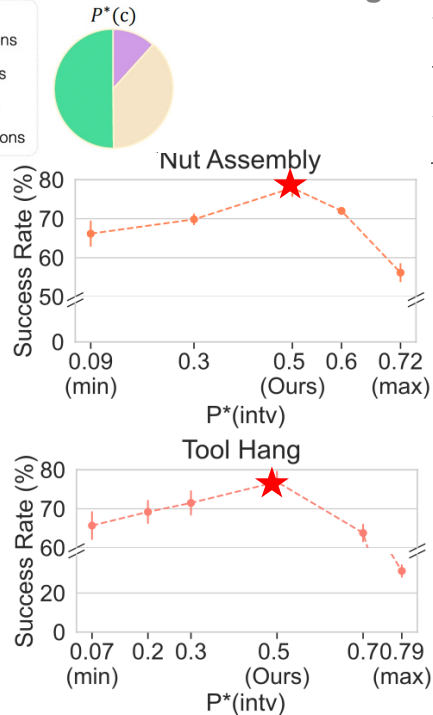 P*(c)
ns
s
ons
Nut Assembly
Success Rate (%)
80
70
60
50
0
0.09 0.3 0.5 0.6 0.72
(min) (Ours) (max)
P*(intv)
Tool Hang
Success Rate (%)
80
70
60
20
0
0.07 0.2 0.3 0.5 0.70 0.79
(min) (Ours) (max)
P*(intv)